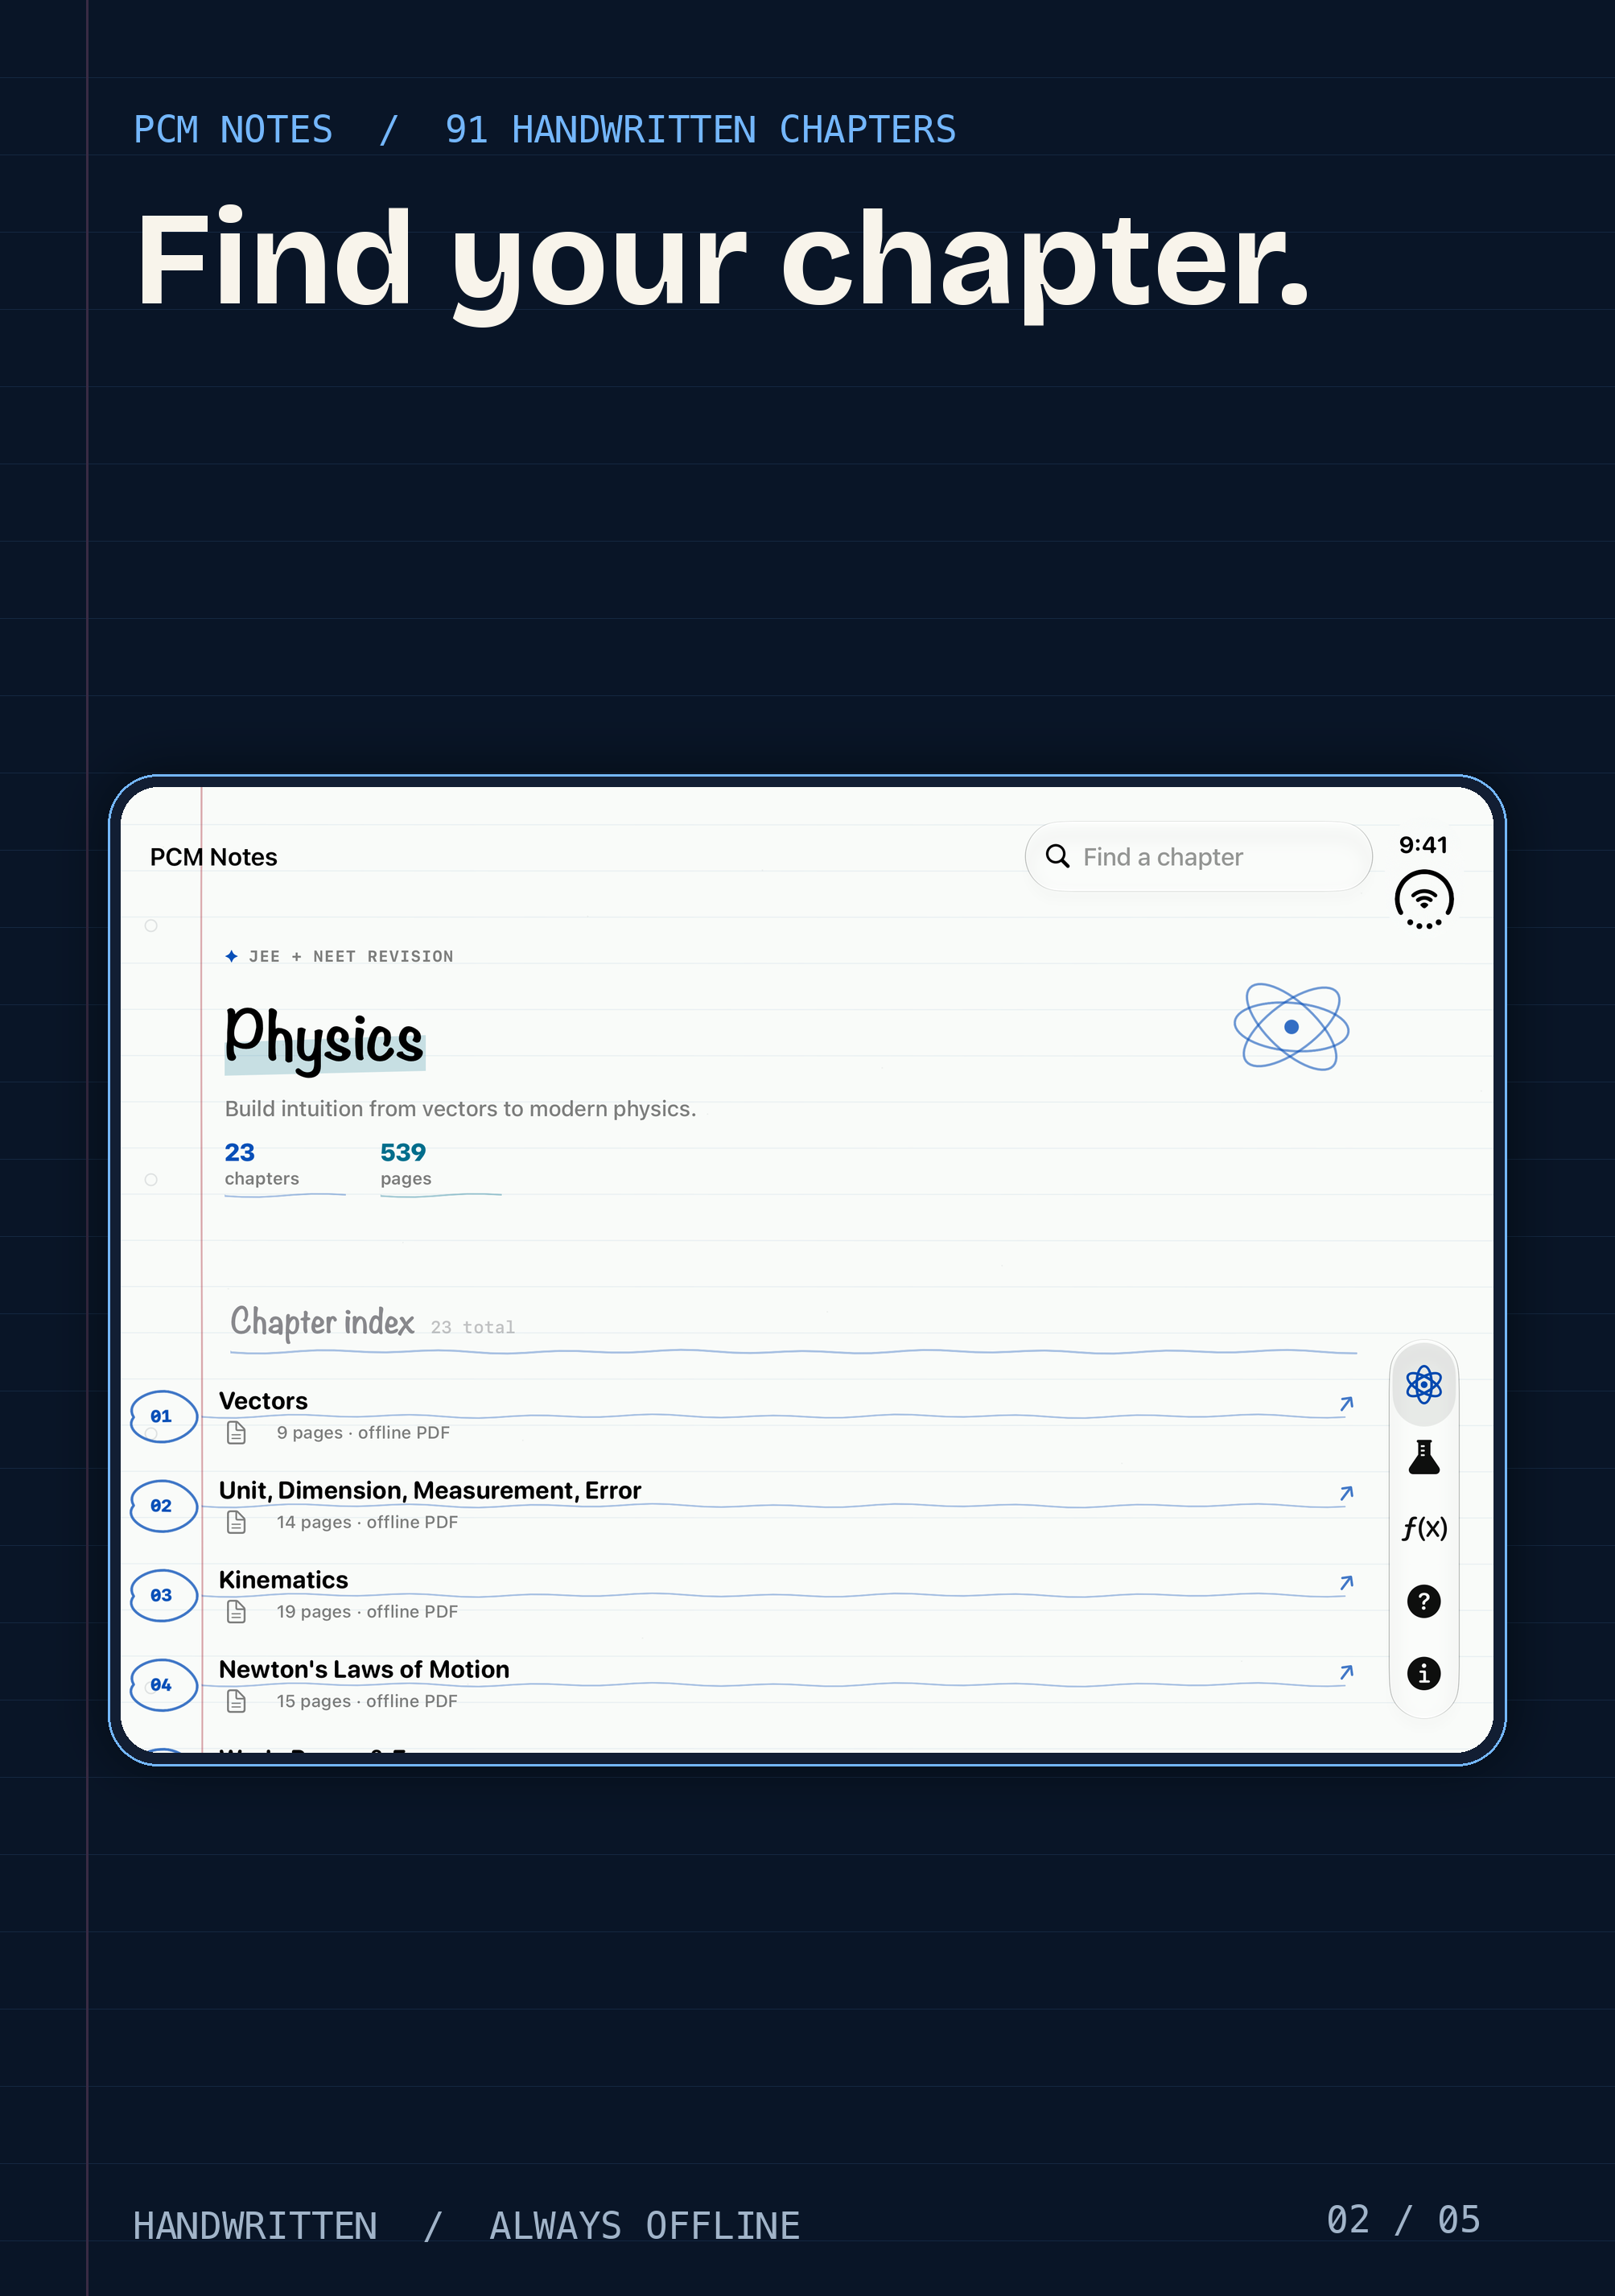 PCM NOTES / 91 HANDWRITTEN CHAPTERS
Find your chapter.
PCM Notes
Find a chapter
9:41
JEE + NEET REVISION
Physics
Build intuition from vectors to modern physics.
23 539
chapters pages
Chapter index 23 total
01 Vectors
9 pages · offline PDF
02 Unit, Dimension, Measurement, Error
14 pages · offline PDF
f(x)
03 Kinematics
19 pages · offline PDF
?
04 Newton's Laws of Motion
15 pages · offline PDF
i
HANDWRITTEN / ALWAYS OFFLINE
02 / 05